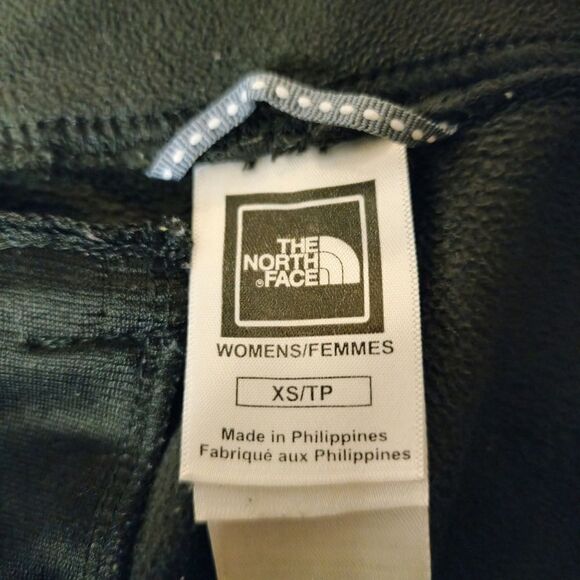 THE
NORTH
®FACE
WOMENS/FEMMES
XS/TP
Made in Philippines
Fabriqué aux Philippines